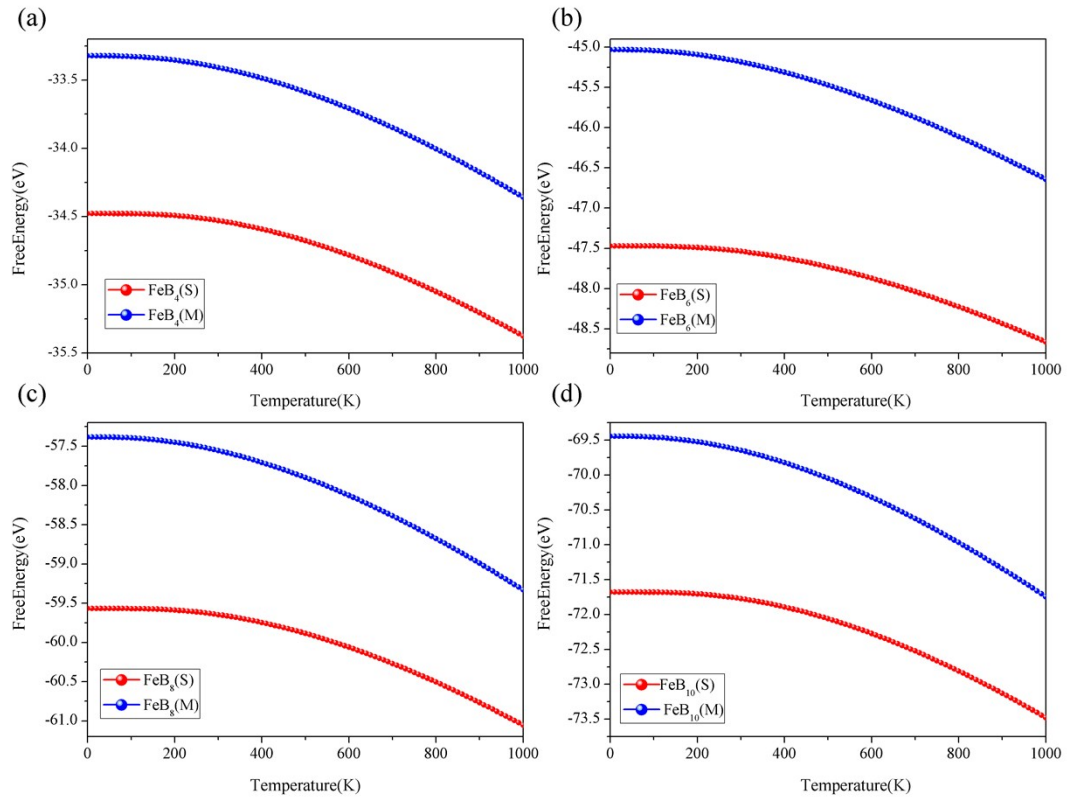 (a)
FreeEnergy(eV)
-33.5
-34.0
-34.5
-35.0
-35.5
FeB4(S)
FeB4(M)
0 200 400 600 800 1000
Temperature(K)
(b)
FreeEnergy(eV)
-45.0
-45.5
-46.0
-46.5
-47.0
-47.5
-48.0
-48.5
FeB6(S)
FeB6(M)
0 200 400 600 800 1000
Temperature(K)
(c)
FreeEnergy(eV)
-57.5
-58.0
-58.5
-59.0
-59.5
-60.0
-60.5
-61.0
FeB8(S)
FeB8(M)
0 200 400 600 800 1000
Temperature(K)
(d)
FreeEnergy(eV)
-69.5
-70.0
-70.5
-71.0
-71.5
-72.0
-72.5
-73.0
-73.5
FeB10(S)
FeB10(M)
0 200 400 600 800 1000
Temperature(K)